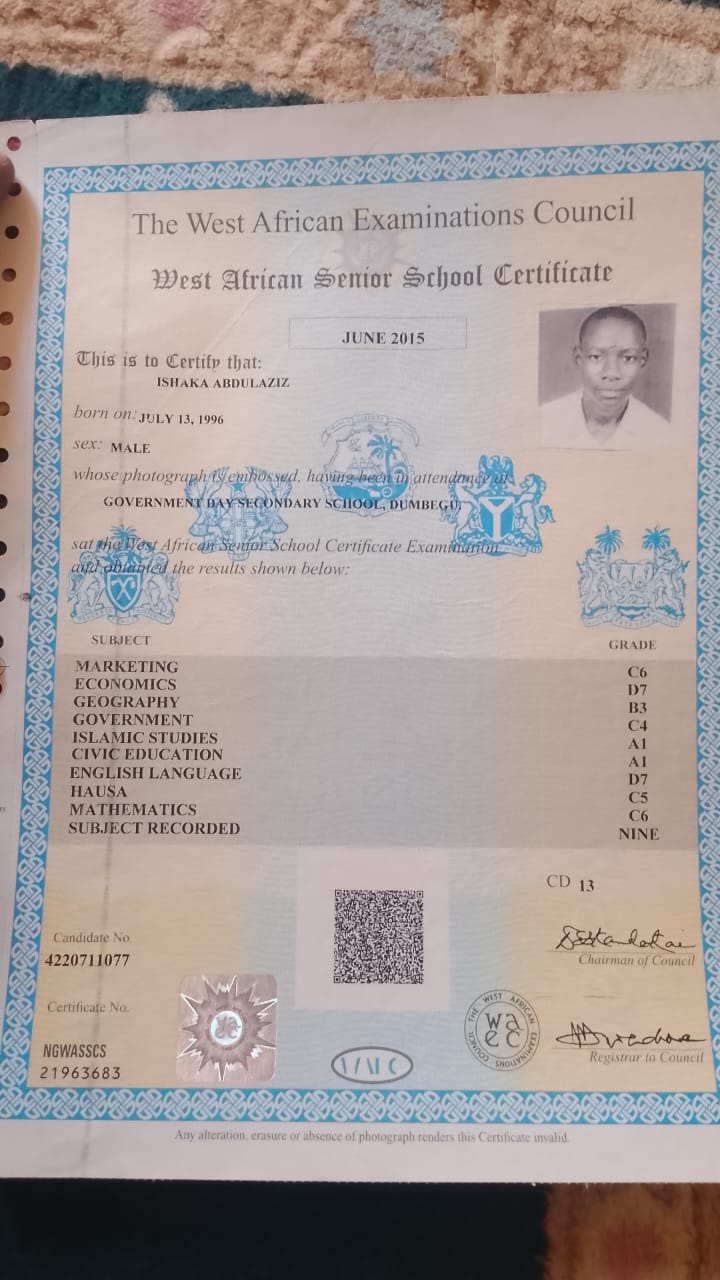 The West African Examinations Council
West African Senior School Certificate
JUNE 2015
This is to Certify that:
ISHAKA ABDULAZIZ
born on: JULY 13, 1996
sex: MALE
whose photograph is embossed, having been in attendance at:
GOVERNMENT DAY SECONDARY SCHOOL, DUMBEGU,
sat the West African Senior School Certificate Examination
and obtained the results shown below:
SUBJECT GRADE
MARKETING C6
ECONOMICS D7
GEOGRAPHY B3
GOVERNMENT C4
ISLAMIC STUDIES A1
CIVIC EDUCATION A1
ENGLISH LANGUAGE D7
HAUSA C5
MATHEMATICS C6
SUBJECT RECORDED NINE
CD 13
Candidate No.
4220711077
Chairman of Council
Certificate No.
NGWASSCS
21963683
THE WEST AFRICAN EXAMINATIONS COUNCIL
waec
Registrar to Council
Any alteration, erasure or absence of photograph renders this Certificate invalid.